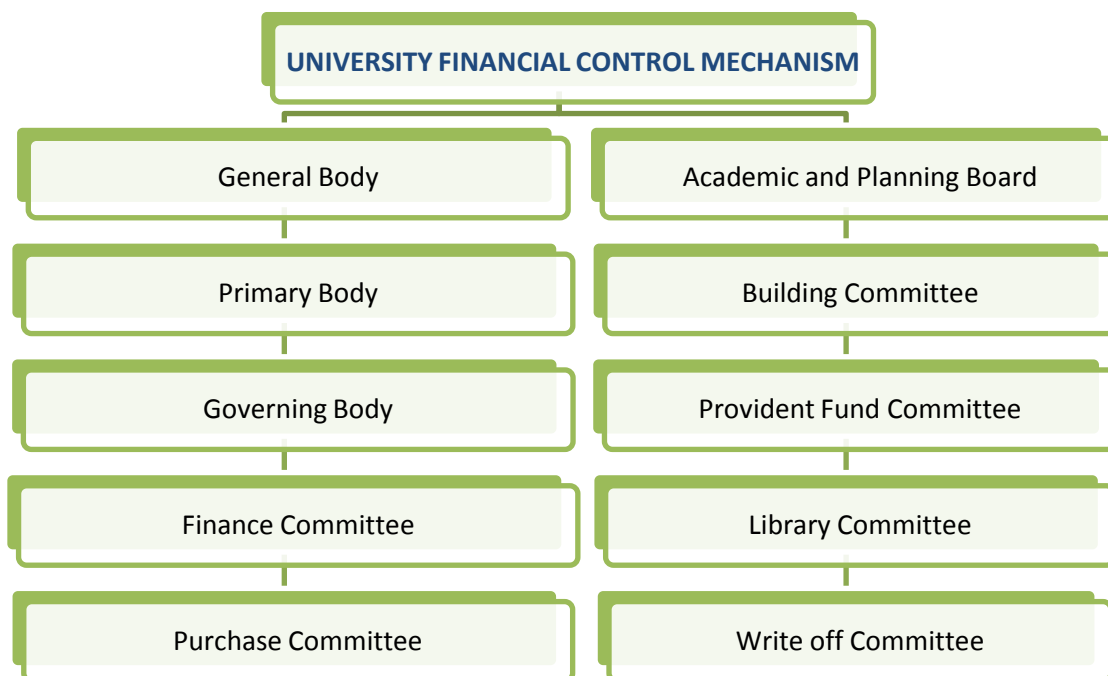 UNIVERSITY FINANCIAL CONTROL MECHANISM
General Body
Academic and Planning Board
Primary Body
Building Committee
Governing Body
Provident Fund Committee
Finance Committee
Library Committee
Purchase Committee
Write off Committee